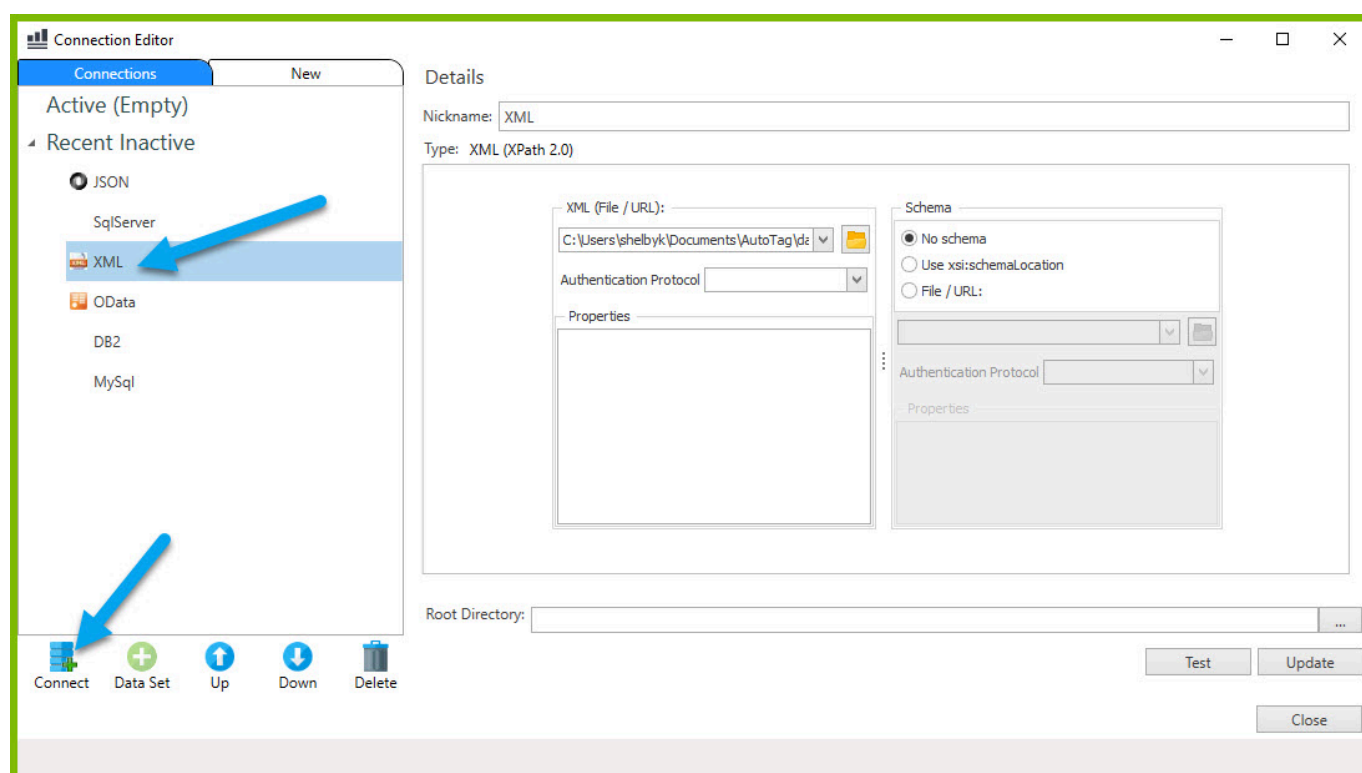 Connection Editor
Connections
New
Active (Empty)
Recent Inactive
JSON
SqlServer
XML
OData
DB2
MySql
Connect
Data Set
Up
Down
Delete
Details
Nickname: XML
Type: XML (XPath 2.0)
XML (File / URL):
C:\Users\shelbyk\Documents\AutoTag\da
Authentication Protocol
Properties
Schema
No schema
Use xsi:schemaLocation
File / URL:
Authentication Protocol
Properties
Root Directory:
...
Test
Update
Close